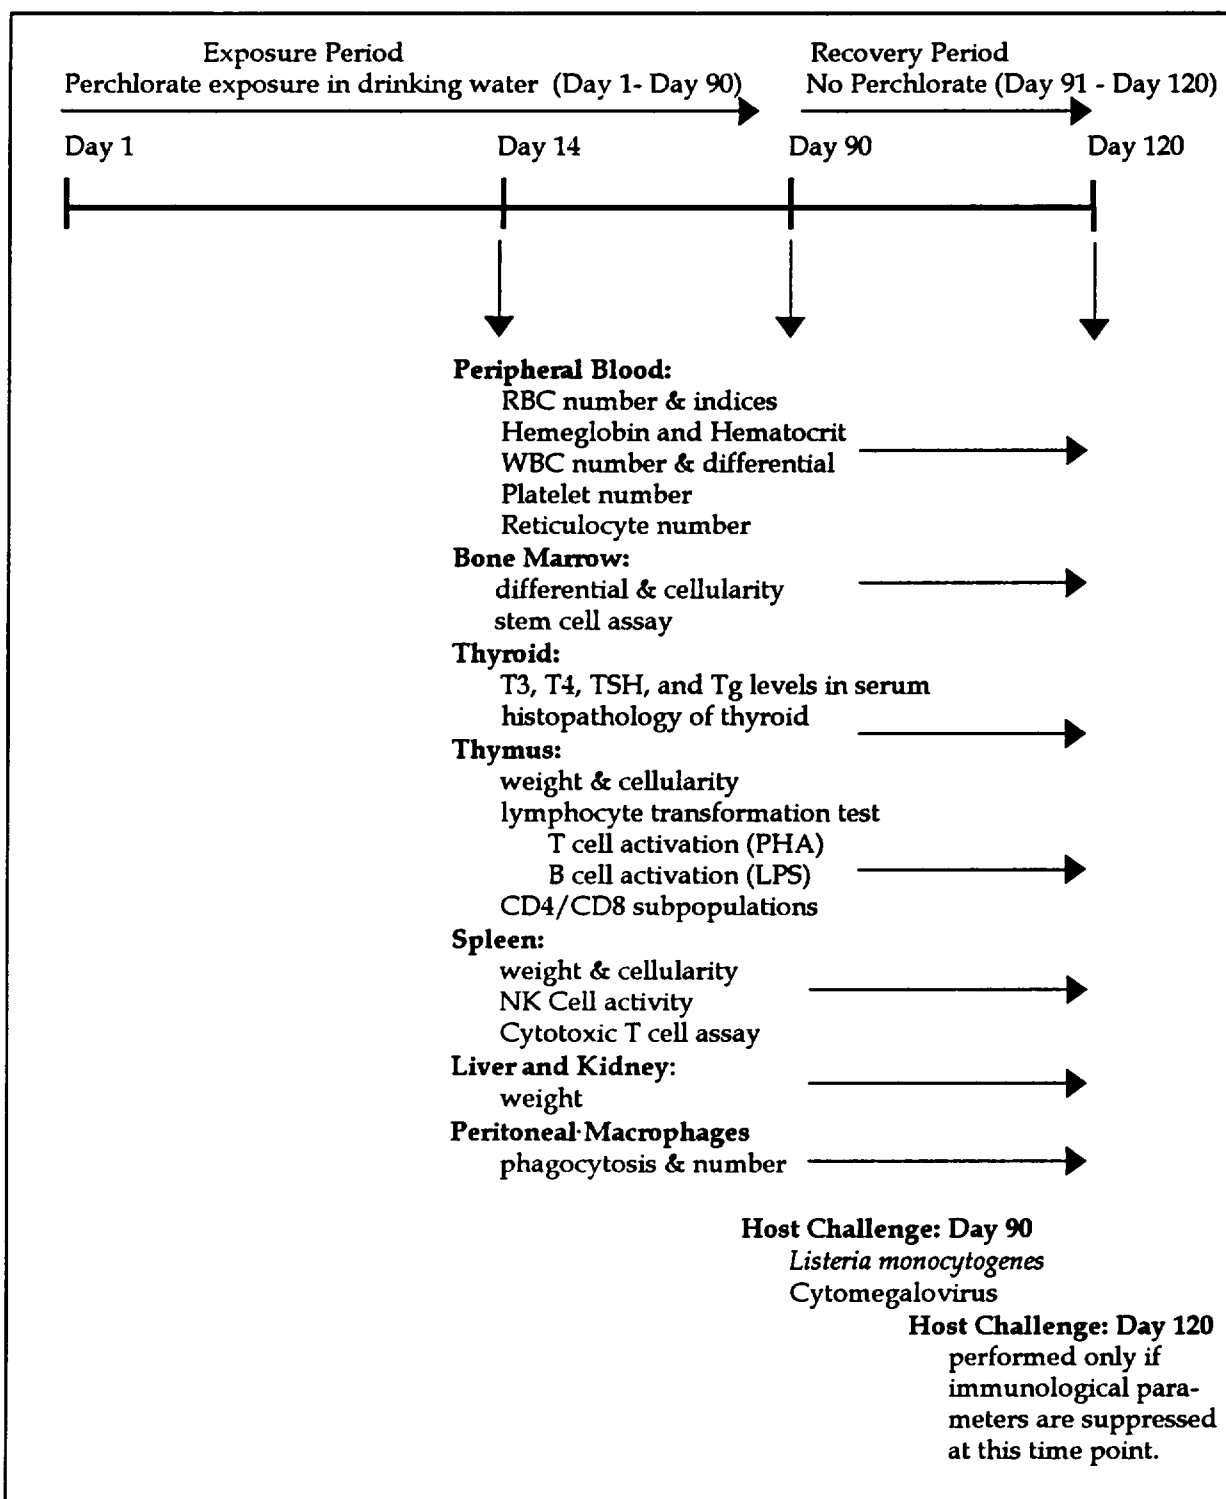 Exposure Period
Perchlorate exposure in drinking water (Day 1- Day 90)
Recovery Period
No Perchlorate (Day 91 - Day 120)
Day 1
Day 14
Day 90
Day 120
Peripheral Blood:
RBC number & indices
Hemeglobin and Hematocrit
WBC number & differential
Platelet number
Reticulocyte number
Bone Marrow:
differential & cellularity
stem cell assay
Thyroid:
T3, T4, TSH, and Tg levels in serum
histopathology of thyroid
Thymus:
weight & cellularity
lymphocyte transformation test
T cell activation (PHA)
B cell activation (LPS)
CD4/CD8 subpopulations
Spleen:
weight & cellularity
NK Cell activity
Cytotoxic T cell assay
Liver and Kidney:
weight
Peritoneal Macrophages
phagocytosis & number
Host Challenge: Day 90
Listeria monocytogenes
Cytomegalovirus
Host Challenge: Day 120
performed only if
immunological para-
meters are suppressed
at this time point.